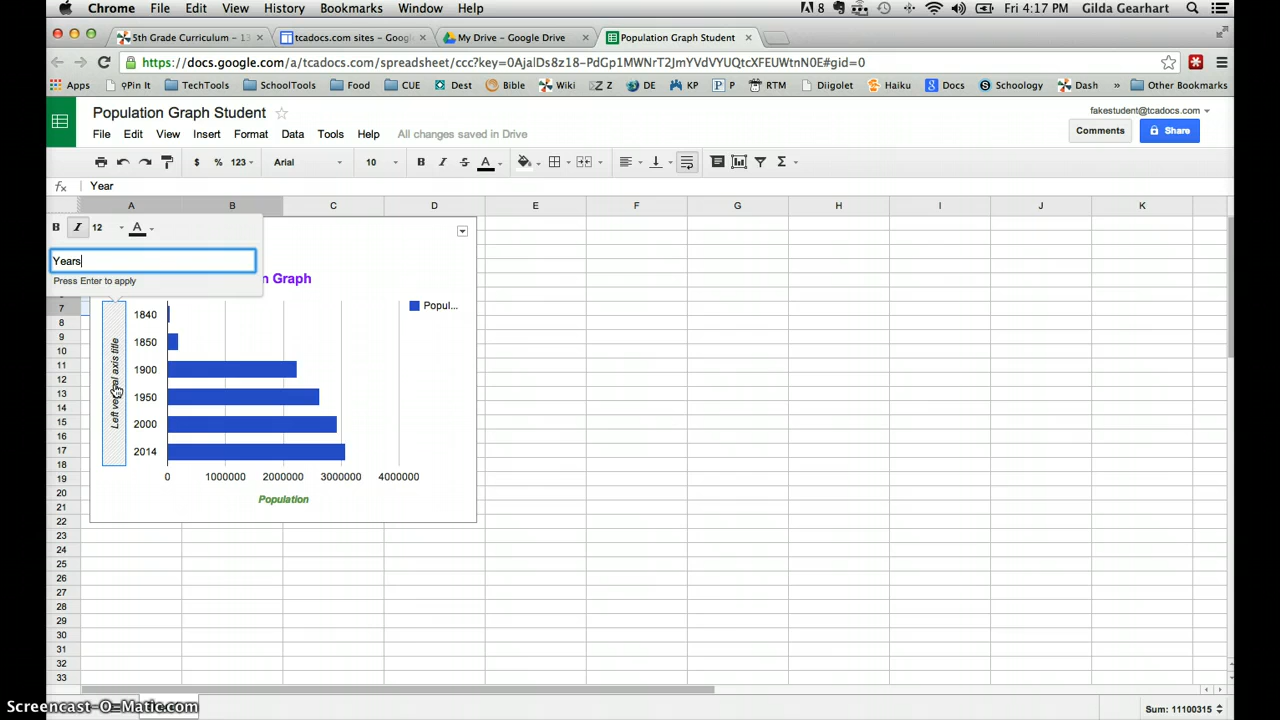 Chrome File Edit View History Bookmarks Window Help 8 Fri 4:17 PM Gilda Gearhart
5th Grade Curriculum - 13 tcadocs.com sites - Google My Drive - Google Drive Population Graph Student
https://docs.google.com/a/tcadocs.com/spreadsheet/ccc?key=0AjalDs8z18-PdGp1MWNrT2JmYVdVYUQtcXFEUWtnN0E#gid=0
Apps Pin It TechTools SchoolTools Food CUE Dest Bible Wiki Z DE KP P RTM Diigolet Haiku Docs Schoology Dash » Other Bookmarks
Population Graph Student
fakestudent@tcadocs.com
File Edit View Insert Format Data Tools Help All changes saved in Drive
Comments Share
$ % 123 Arial 10 B I S A Σ
fx Year
A B C D E F G H I J K
B I 12 A
Years
Press Enter to apply
n Graph
Popul...
Left vertical axis title
1840
1850
1900
1950
2000
2014
0 1000000 2000000 3000000 4000000
Population
7
8
9
10
11
12
13
14
15
16
17
18
19
20
21
22
23
24
25
26
27
28
29
30
31
32
33
Screencast-O-Matic.com
Sum: 11100315